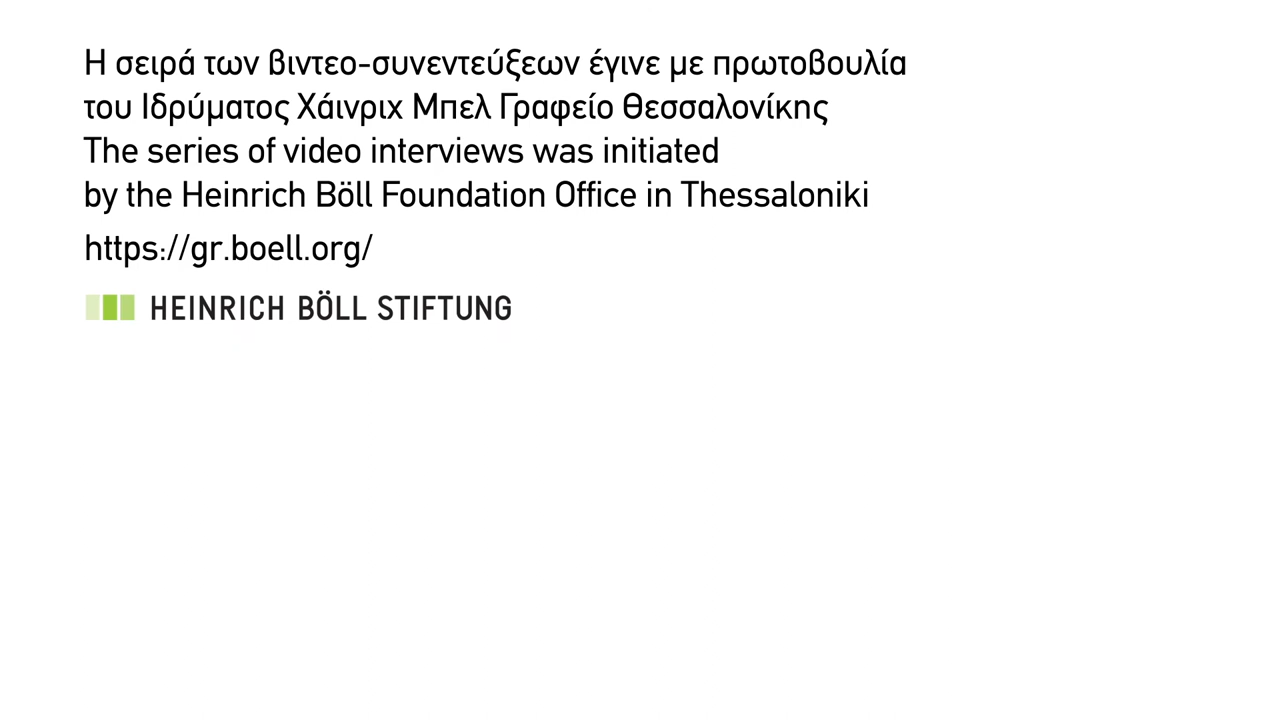 Η σειρά των βιντεο-συνεντεύξεων έγινε με πρωτοβουλία
του Ιδρύματος Χάινριχ Μπελ Γραφείο Θεσσαλονίκης
The series of video interviews was initiated
by the Heinrich Böll Foundation Office in Thessaloniki
https://gr.boell.org/
HEINRICH BÖLL STIFTUNG